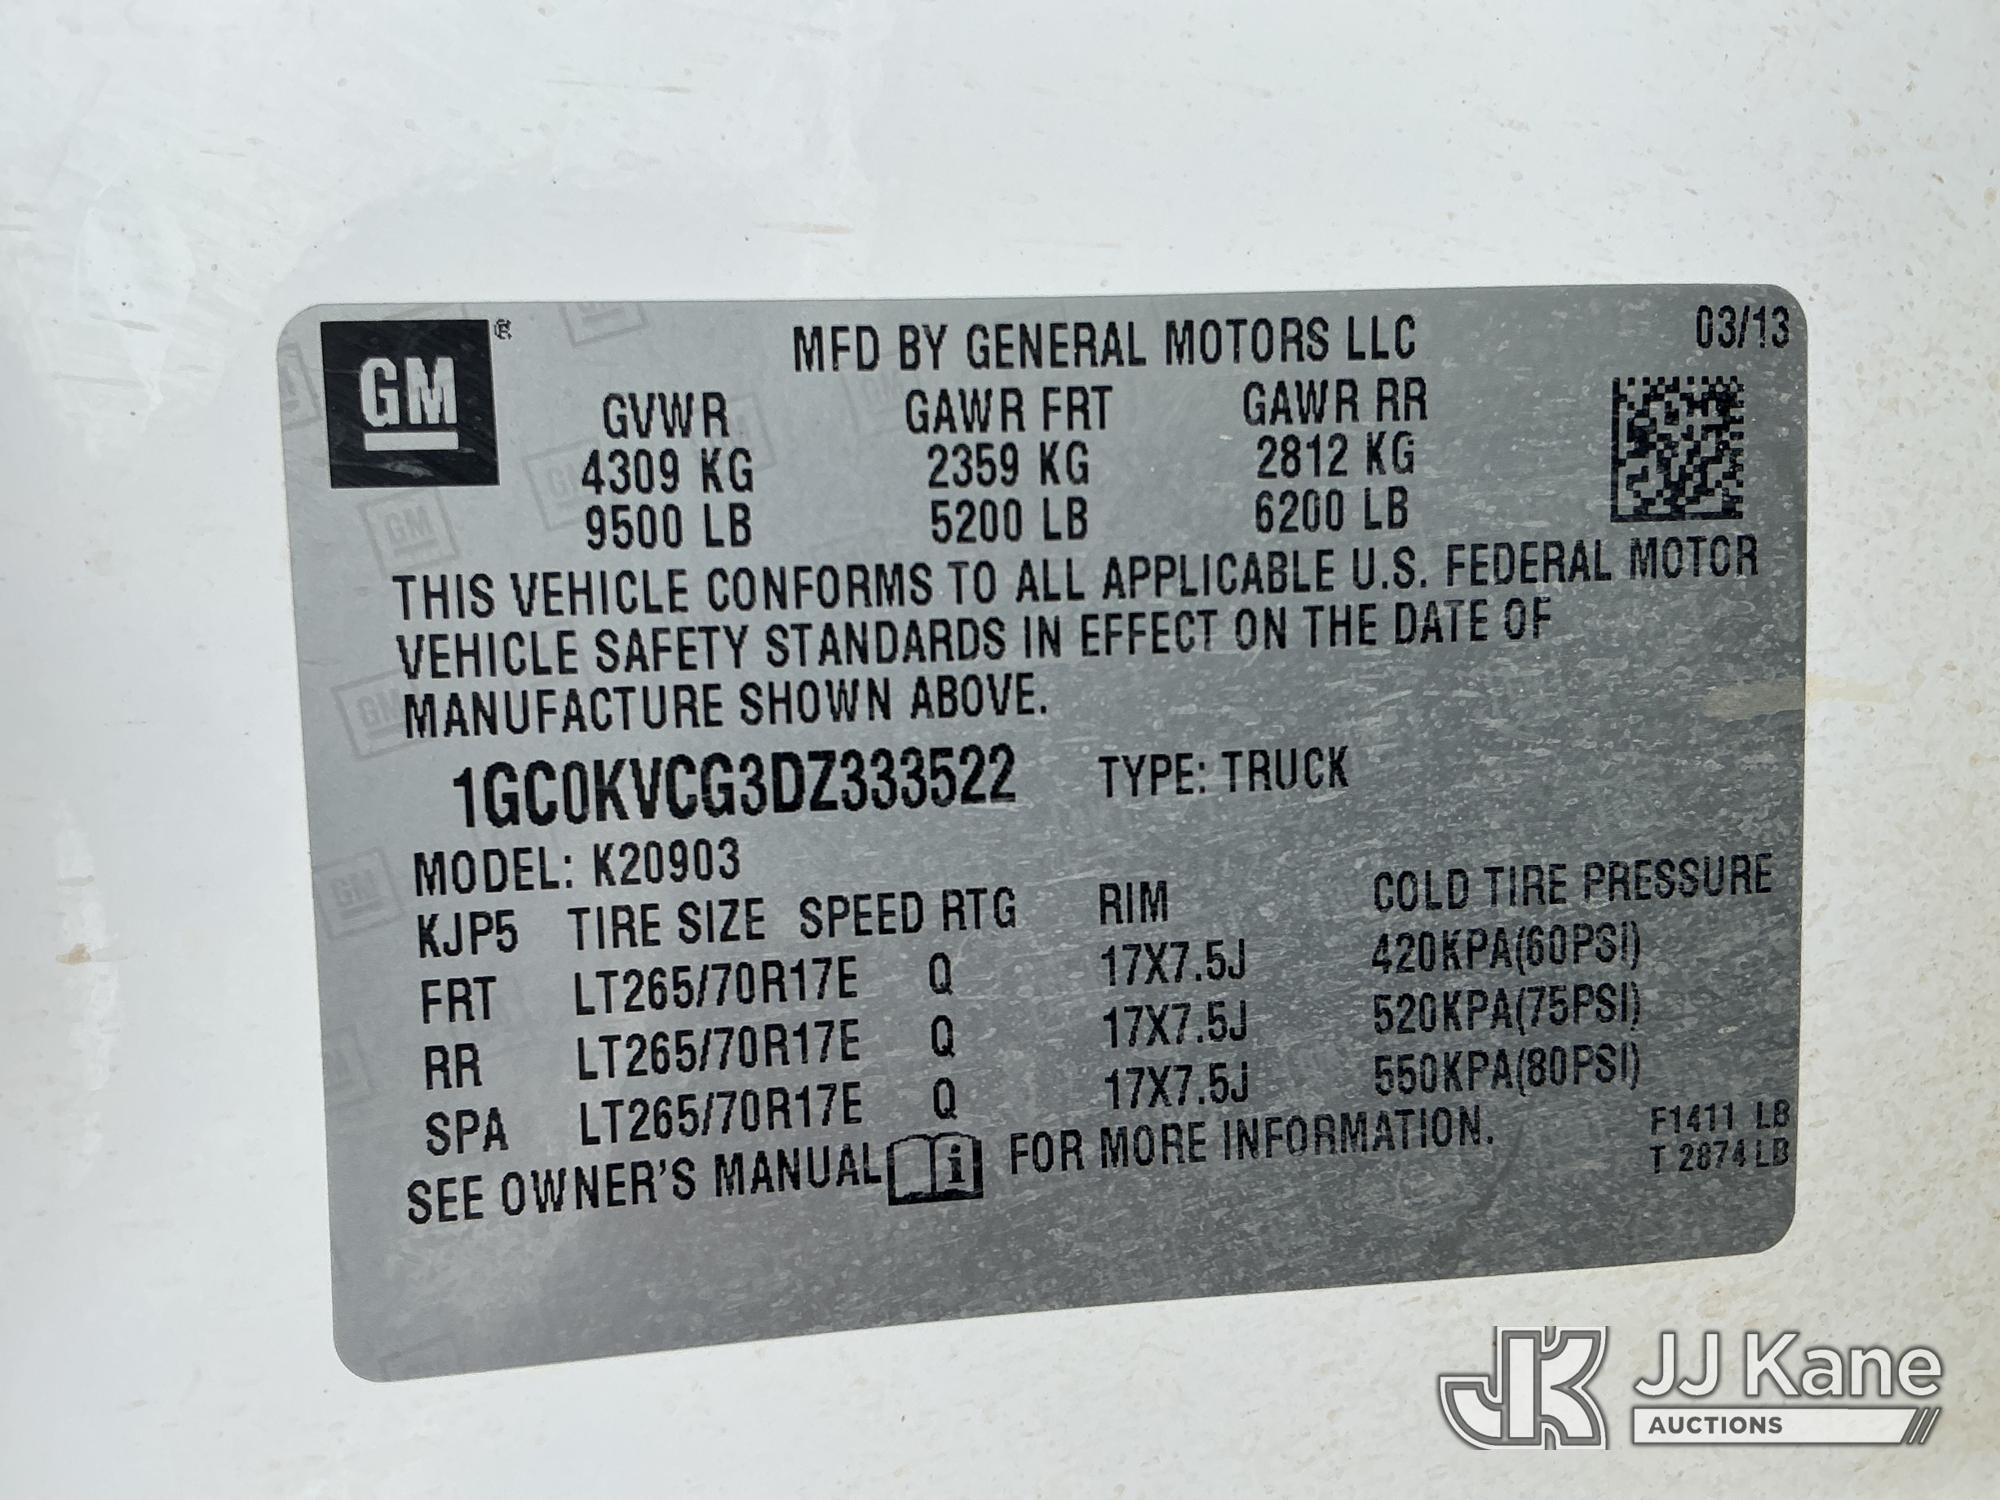 GM ®
MFD BY GENERAL MOTORS LLC 03/13
GVWR GAWR FRT GAWR RR
4309 KG 2359 KG 2812 KG
9500 LB 5200 LB 6200 LB
THIS VEHICLE CONFORMS TO ALL APPLICABLE U.S. FEDERAL MOTOR
VEHICLE SAFETY STANDARDS IN EFFECT ON THE DATE OF
MANUFACTURE SHOWN ABOVE.
1GC0KVCG3DZ333522 TYPE: TRUCK
MODEL: K20903
KJP5 TIRE SIZE SPEED RTG RIM COLD TIRE PRESSURE
FRT LT265/70R17E Q 17X7.5J 420KPA(60PSI)
RR LT265/70R17E Q 17X7.5J 520KPA(75PSI)
SPA LT265/70R17E Q 17X7.5J 550KPA(80PSI)
SEE OWNER'S MANUAL i FOR MORE INFORMATION.
F1411 LB
T 2874 LB
JK JJ Kane
AUCTIONS